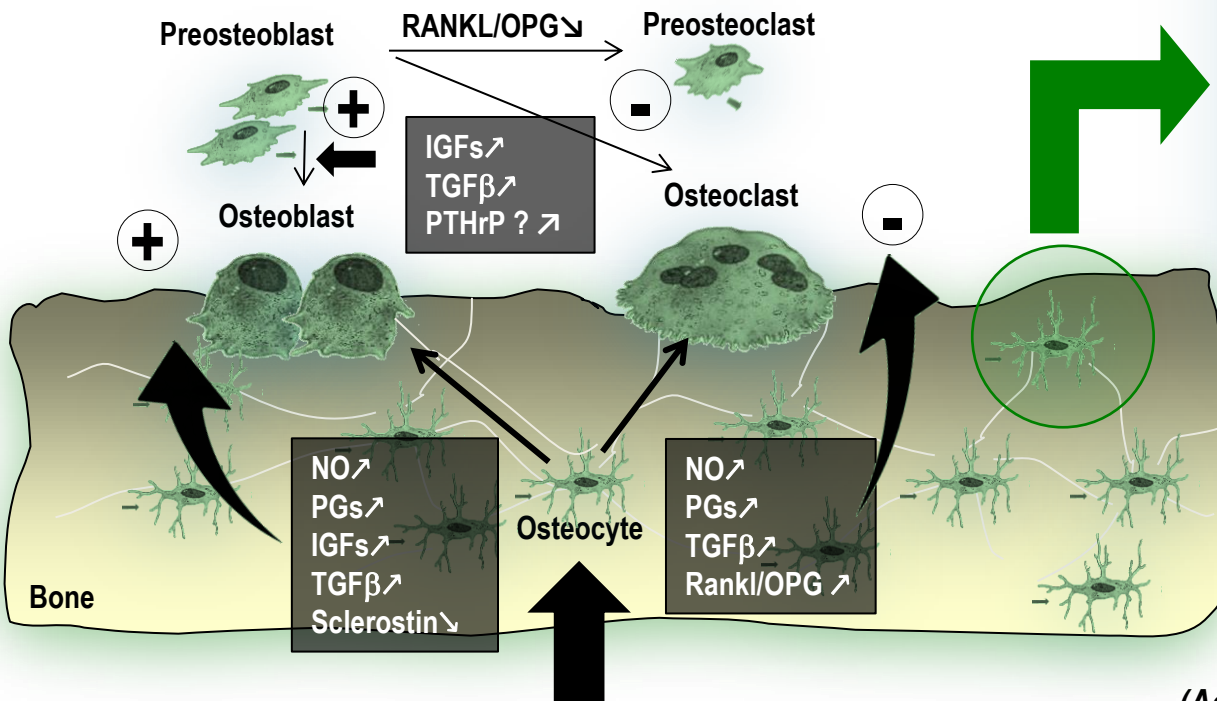 Preosteoblast
RANKL/OPG↘
Preosteoclast
+
-
IGFs↗
TGFβ↗
PTHrP ? ↗
Osteoblast
Osteoclast
+
-
NO↗
PGs↗
IGFs↗
TGFβ↗
Sclerostin↘
Osteocyte
NO↗
PGs↗
TGFβ↗
Rankl/OPG ↗
Bone